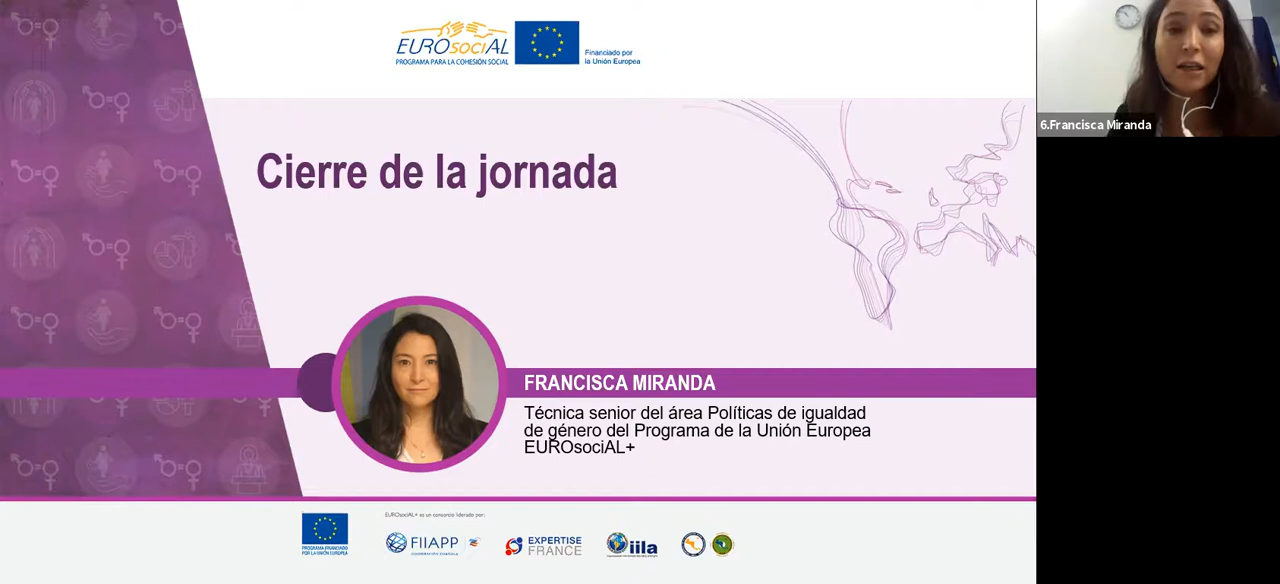 EUROsociAL
PROGRAMA PARA LA COHESIÓN SOCIAL
Financiado por
la Unión Europea
6.Francisca Miranda
Cierre de la jornada
FRANCISCA MIRANDA
Técnica senior del área Políticas de igualdad
de género del Programa de la Unión Europea
EUROsociAL+
EUROsociAL+ es un consorcio liderado por:
PROGRAMA FINANCIADO
POR LA UNIÓN EUROPEA
FIIAPP
COOPERACIÓN ESPAÑOLA
EXPERTISE
FRANCE
iila